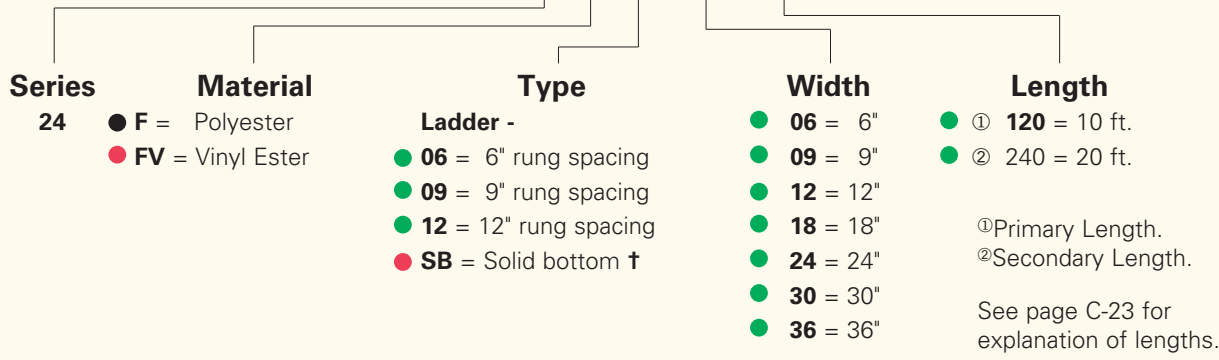 Series
24
Material
F = Polyester
FV = Vinyl Ester
Type
Ladder -
06 = 6" rung spacing
09 = 9" rung spacing
12 = 12" rung spacing
SB = Solid bottom †
Width
06 = 6"
09 = 9"
12 = 12"
18 = 18"
24 = 24"
30 = 30"
36 = 36"
Length
① 120 = 10 ft.
② 240 = 20 ft.
①Primary Length.
②Secondary Length.
See page C-23 for
explanation of lengths.